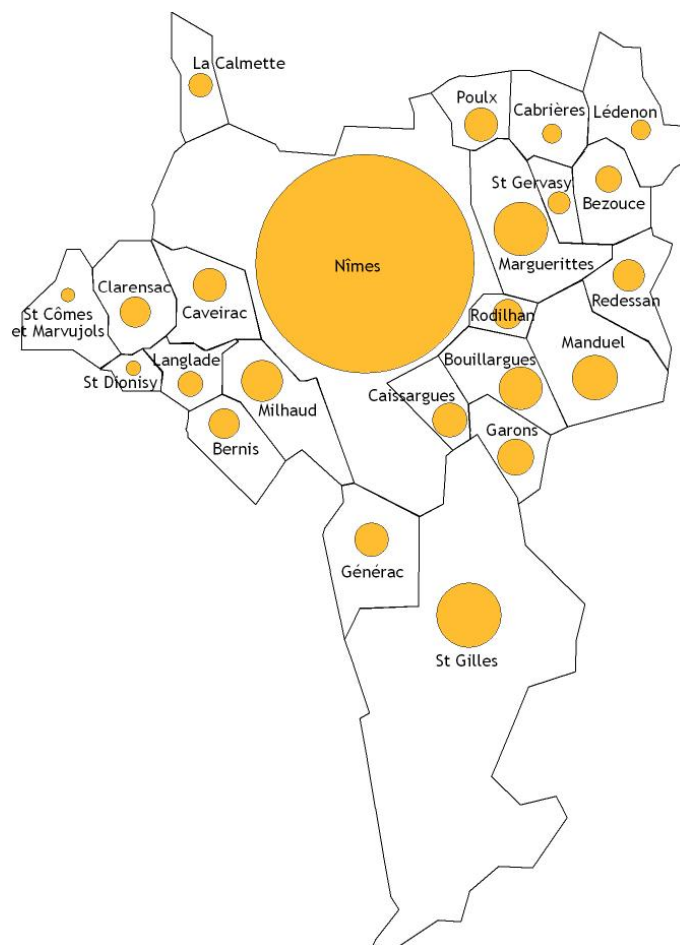 La Calmette
Poulx
Cabrières
Lédenon
St Gervasy
Bezouce
Nîmes
Marguerittes
Clarensac
St Cômes
et Marvujols
Caveirac
Redessan
Rodilhan
Manduel
Langlade
St Dionisy
Bouillargues
Milhaud
Caissargues
Bernis
Garons
Générac
St Gilles